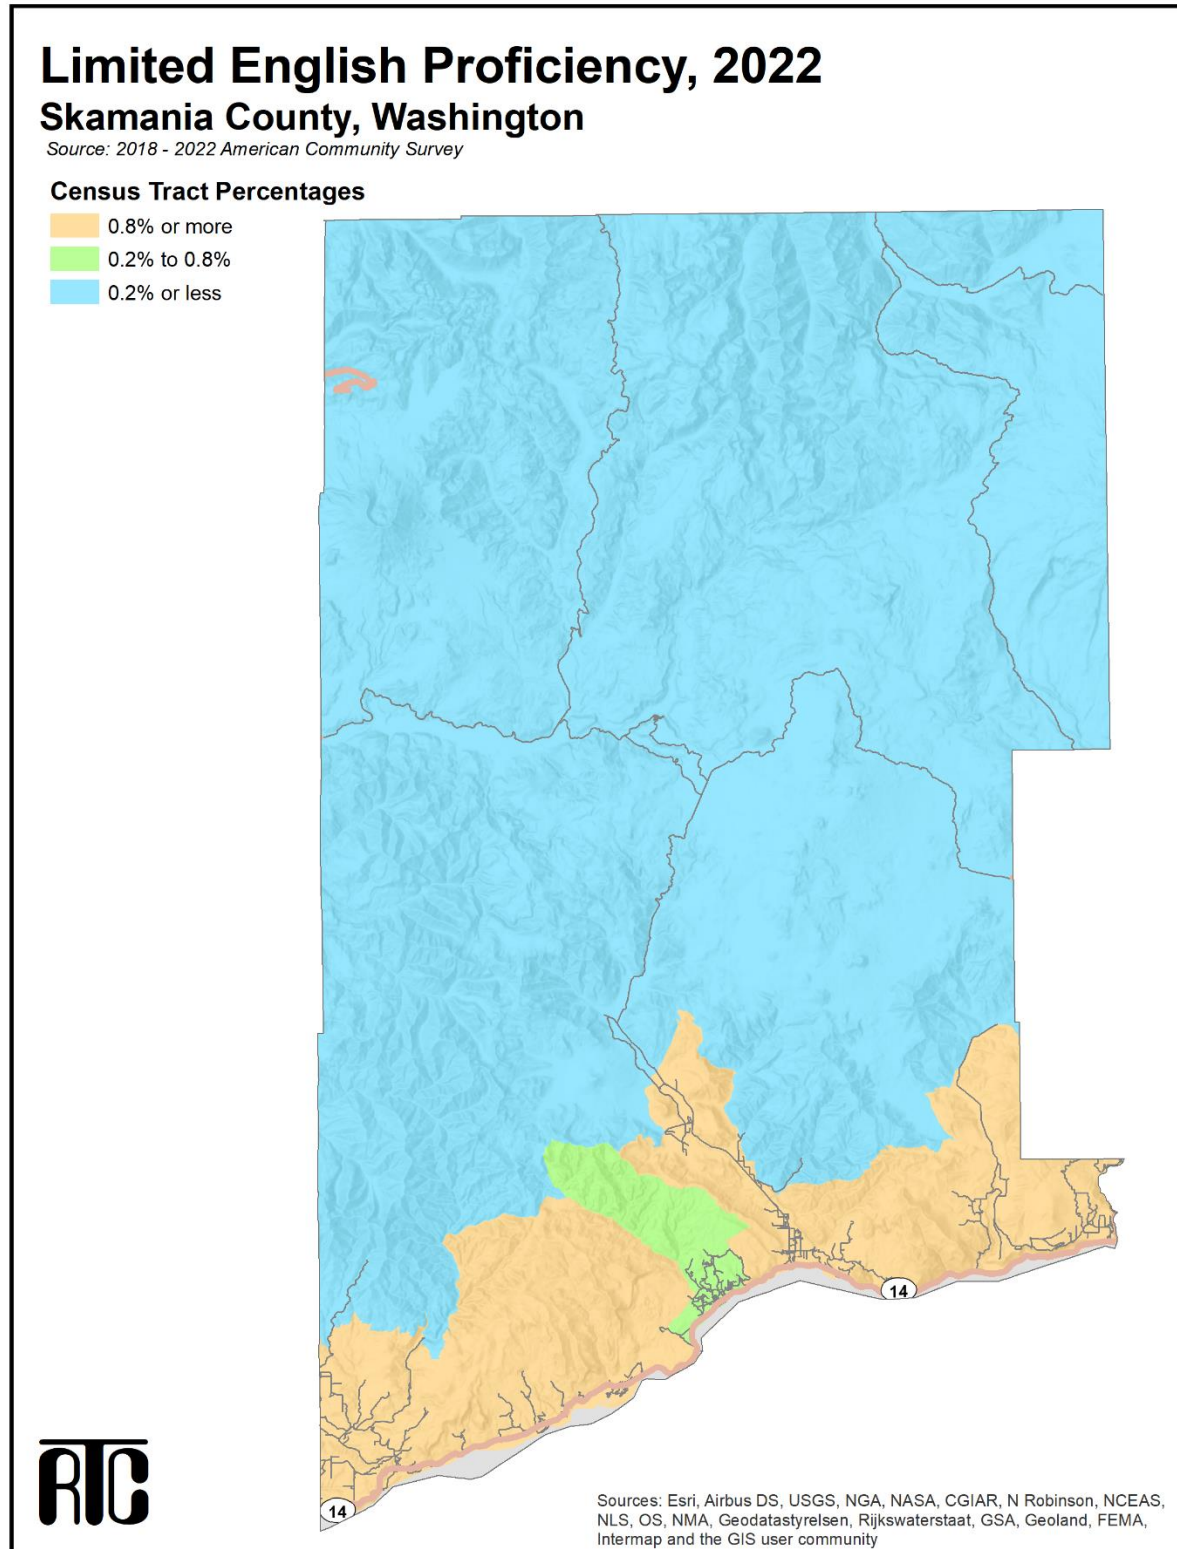 Limited English Proficiency, 2022
Skamania County, Washington
Source: 2018 - 2022 American Community Survey
Census Tract Percentages
0.8% or more
0.2% to 0.8%
0.2% or less
14
14
RTC
Sources: Esri, Airbus DS, USGS, NGA, NASA, CGIAR, N Robinson, NCEAS,
NLS, OS, NMA, Geodatastyrelsen, Rijkswaterstaat, GSA, Geoland, FEMA,
Intermap and the GIS user community